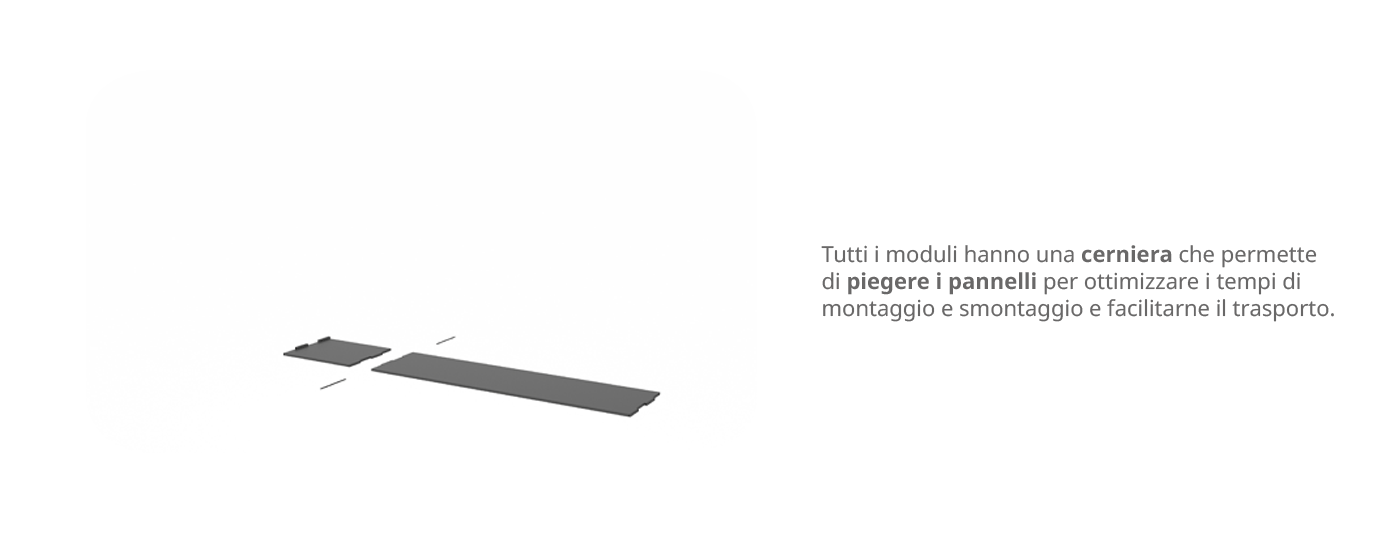 Tutti i moduli hanno una cerniera che permette
di piegere i pannelli per ottimizzare i tempi di
montaggio e smontaggio e facilitarne il trasporto.